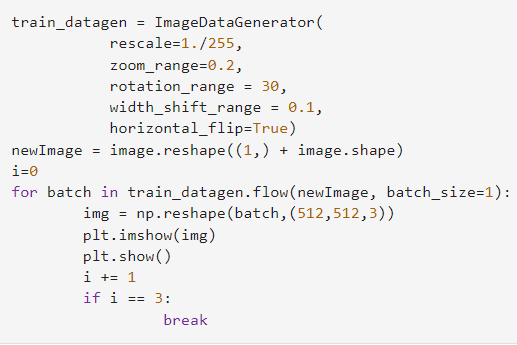 train_datagen = ImageDataGenerator(
rescale=1./255,
zoom_range=0.2,
rotation_range = 30,
width_shift_range = 0.1,
horizontal_flip=True)
newImage = image.reshape((1,) + image.shape)
i=0
for batch in train_datagen.flow(newImage, batch_size=1):
img = np.reshape(batch,(512,512,3))
plt.imshow(img)
plt.show()
i += 1
if i == 3:
break